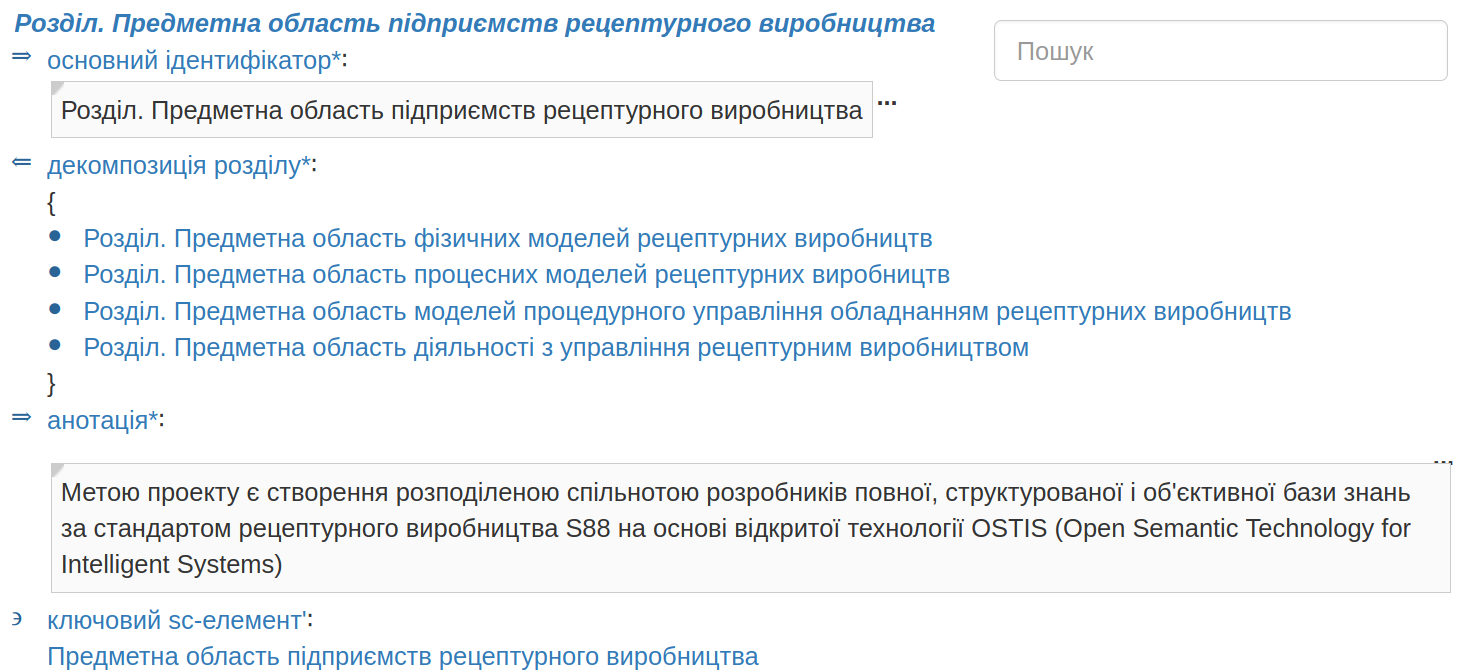 Розділ. Предметна область підприємств рецептурного виробництва
Пошук
⇒ основний ідентифікатор*:
Розділ. Предметна область підприємств рецептурного виробництва ...
⇐ декомпозиція розділу*:
{
● Розділ. Предметна область фізичних моделей рецептурних виробництв
● Розділ. Предметна область процесних моделей рецептурних виробництв
● Розділ. Предметна область моделей процедурного управління обладнанням рецептурних виробництв
● Розділ. Предметна область діяльності з управління рецептурним виробництвом
}
⇒ анотація*:
...
Метою проекту є створення розподіленою спільнотою розробників повної, структурованої і об'єктивної бази знань
за стандартом рецептурного виробництва S88 на основі відкритої технології OSTIS (Open Semantic Technology for
Intelligent Systems)
э ключовий sc-елемент':
Предметна область підприємств рецептурного виробництва